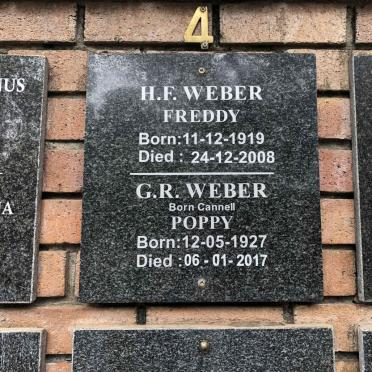 4
H.F. WEBER
FREDDY
Born:11-12-1919
Died : 24-12-2008
G.R. WEBER
Born Cannell
POPPY
Born:12-05-1927
Died :06-01-2017